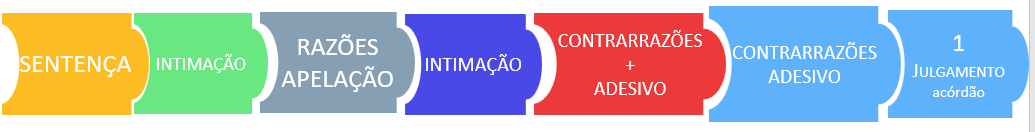 SENTENÇA
INTIMAÇÃO
RAZÕES
APELAÇÃO
INTIMAÇÃO
CONTRARRAZÕES
+
ADESIVO
CONTRARRAZÕES
ADESIVO
1
JULGAMENTO
acórdão